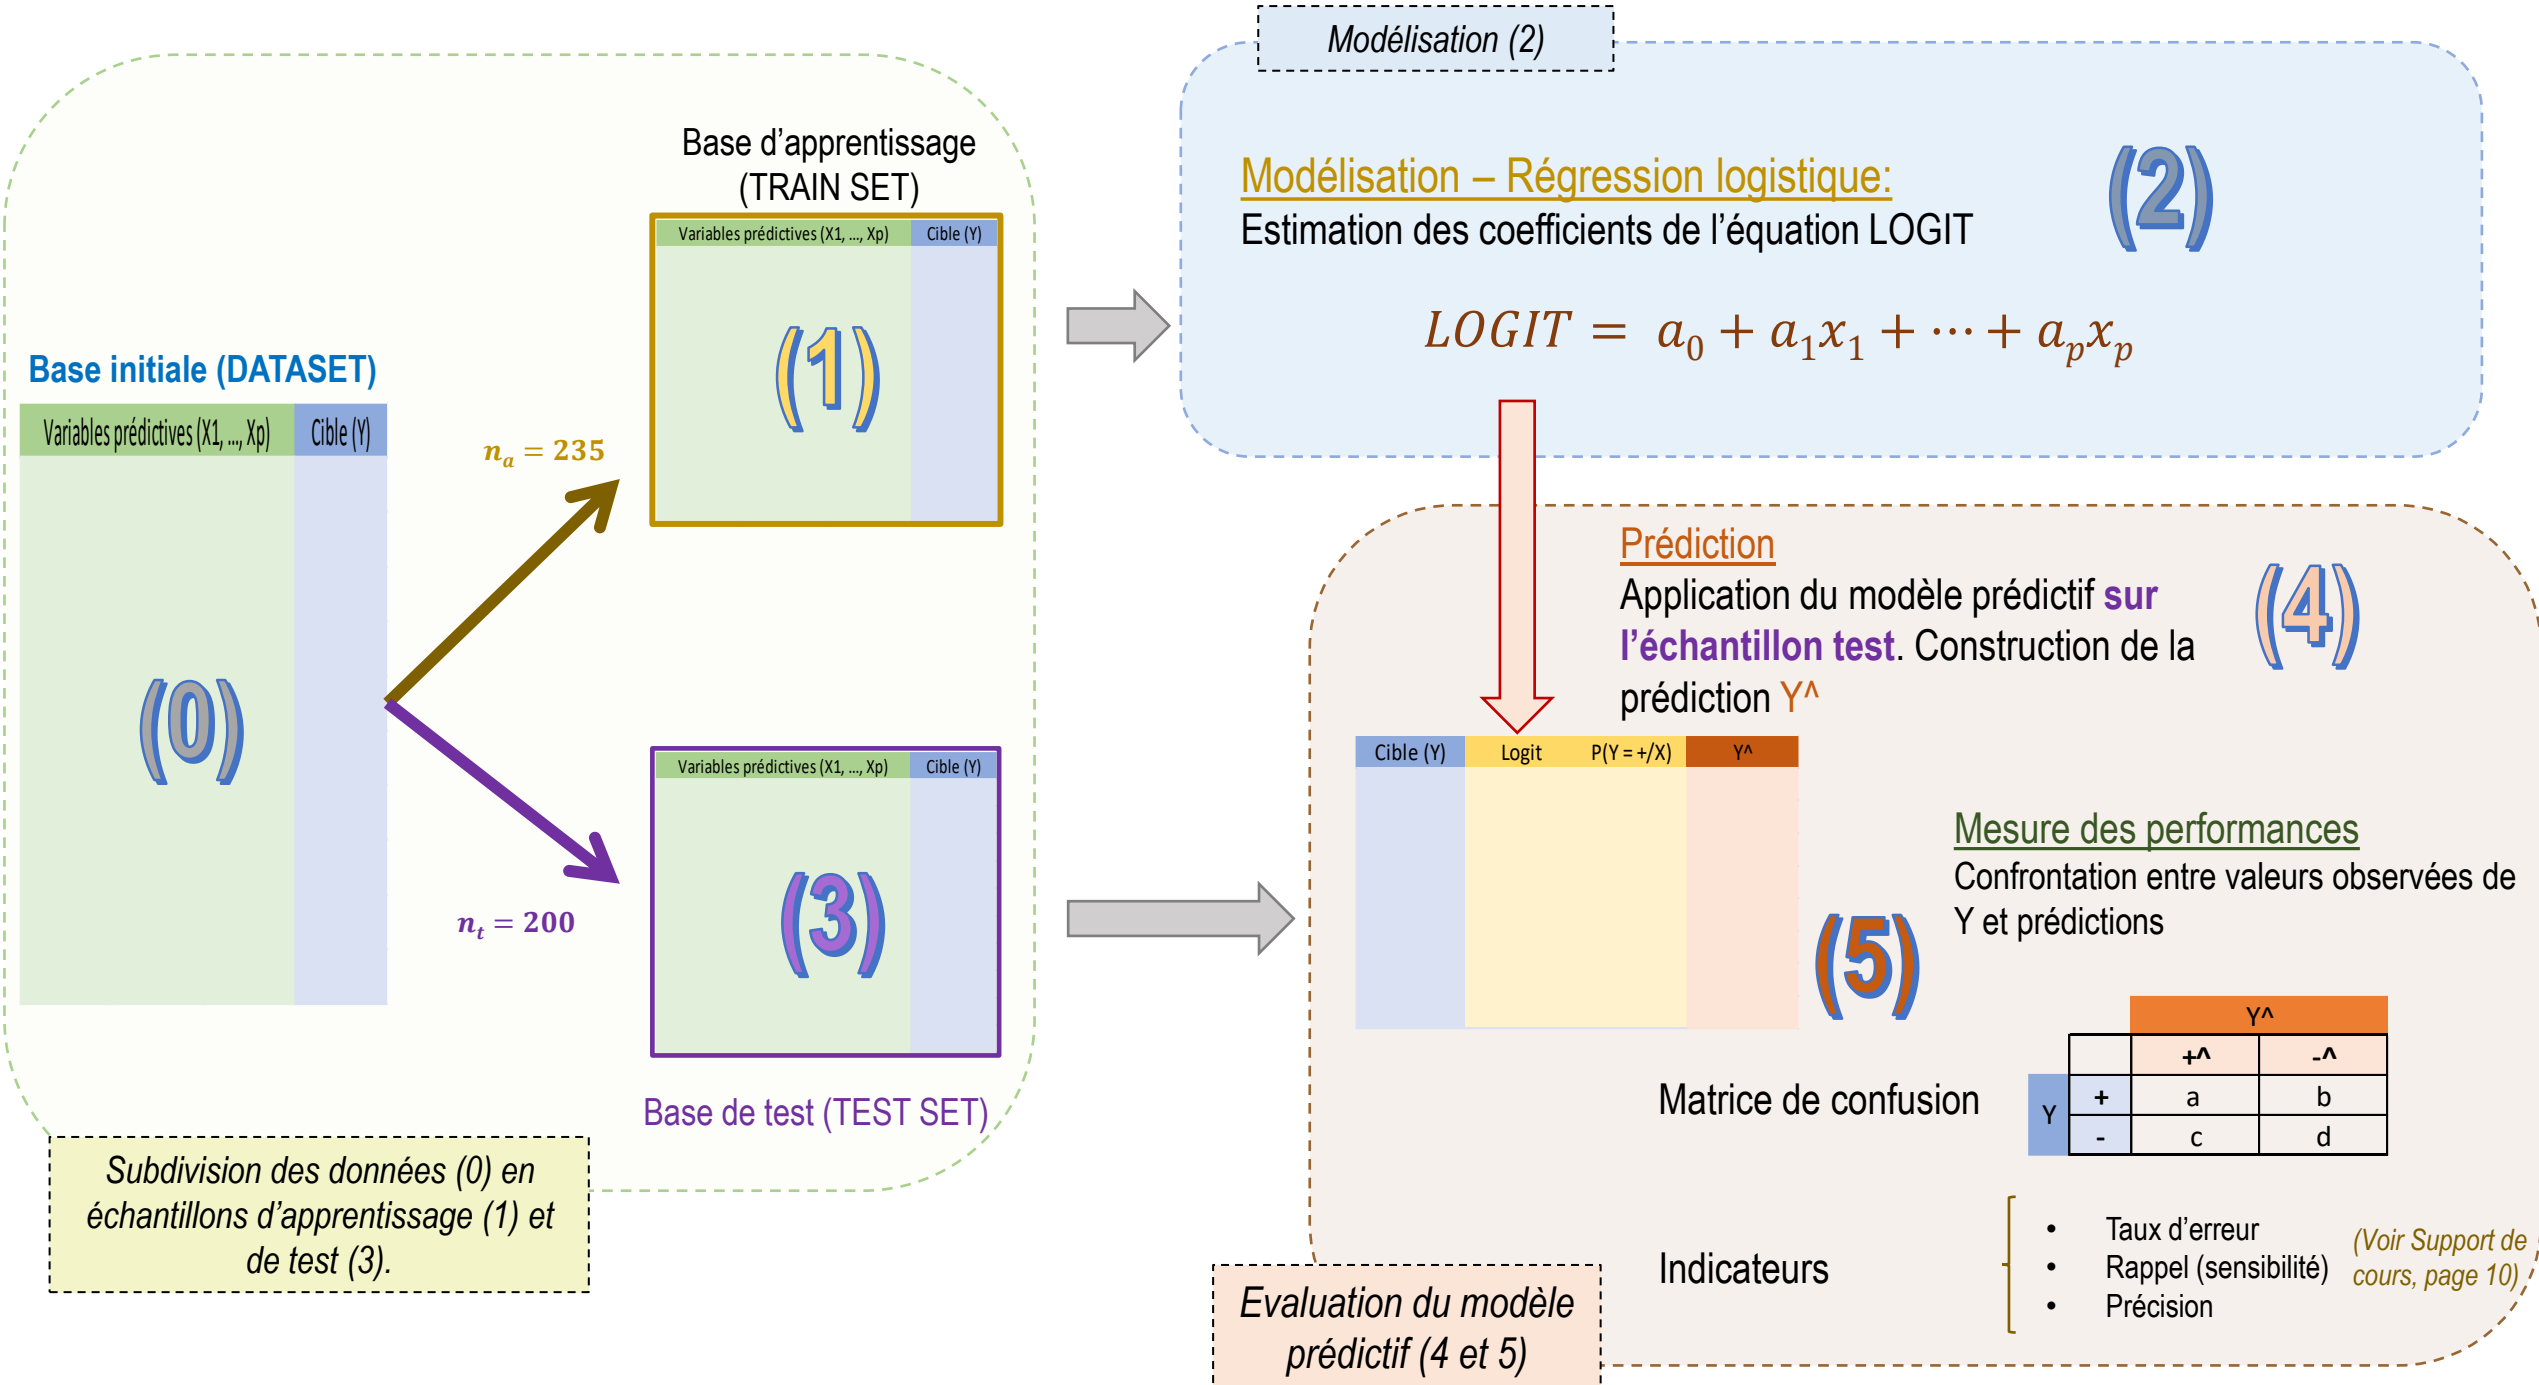 Base initiale (DATASET)
Variables prédictives (X1, ..., Xp) Cible (Y)
(0)
n_a = 235
n_t = 200
Base d'apprentissage
(TRAIN SET)
Variables prédictives (X1, ..., Xp) Cible (Y)
(1)
Variables prédictives (X1, ..., Xp) Cible (Y)
(3)
Base de test (TEST SET)
Subdivision des données (0) en
échantillons d'apprentissage (1) et
de test (3).
Modélisation (2)
Modélisation – Régression logistique:
Estimation des coefficients de l'équation LOGIT
(2)
LOGIT = a_0 + a_1x_1 + ⋯ + a_px_p
Prédiction
Application du modèle prédictif sur
l'échantillon test. Construction de la
prédiction Y^
(4)
Cible (Y) Logit P(Y = +/X) Y^
(5)
Mesure des performances
Confrontation entre valeurs observées de
Y et prédictions
Matrice de confusion
Y^
+^ -^
Y + a b
- c d
Indicateurs
• Taux d'erreur
• Rappel (sensibilité)
• Précision
(Voir Support de
cours, page 10)
Evaluation du modèle
prédictif (4 et 5)